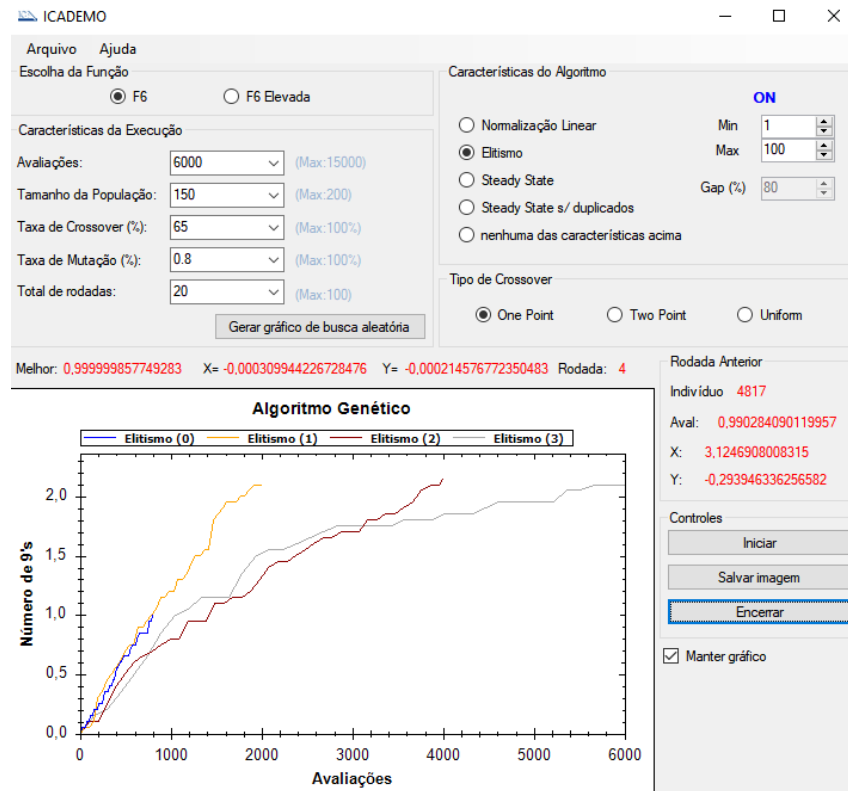 ICADEMO
Arquivo Ajuda
Escolha da Função
F6 F6 Elevada
Características da Execução
Avaliações: 6000 (Max:15000)
Tamanho da População: 150 (Max:200)
Taxa de Crossover (%): 65 (Max:100%)
Taxa de Mutação (%): 0.8 (Max:100%)
Total de rodadas: 20 (Max:100)
Gerar gráfico de busca aleatória
Características do Algoritmo
ON
Normalização Linear Min 1
Elitismo Max 100
Steady State Gap (%) 80
Steady State s/ duplicados
nenhuma das características acima
Tipo de Crossover
One Point Two Point Uniform
Melhor: 0,999999857749283 X= -0,000309944226728476 Y= -0,000214576772350483 Rodada: 4
Algoritmo Genético
Elitismo (0) Elitismo (1) Elitismo (2) Elitismo (3)
Número de 9's
2,0
1,5
1,0
0,5
0,0
0 1000 2000 3000 4000 5000 6000
Avaliações
Rodada Anterior
Indivíduo 4817
Aval: 0,990284090119957
X: 3,1246908008315
Y: -0,293946336256582
Controles
Iniciar
Salvar imagem
Encerrar
Manter gráfico